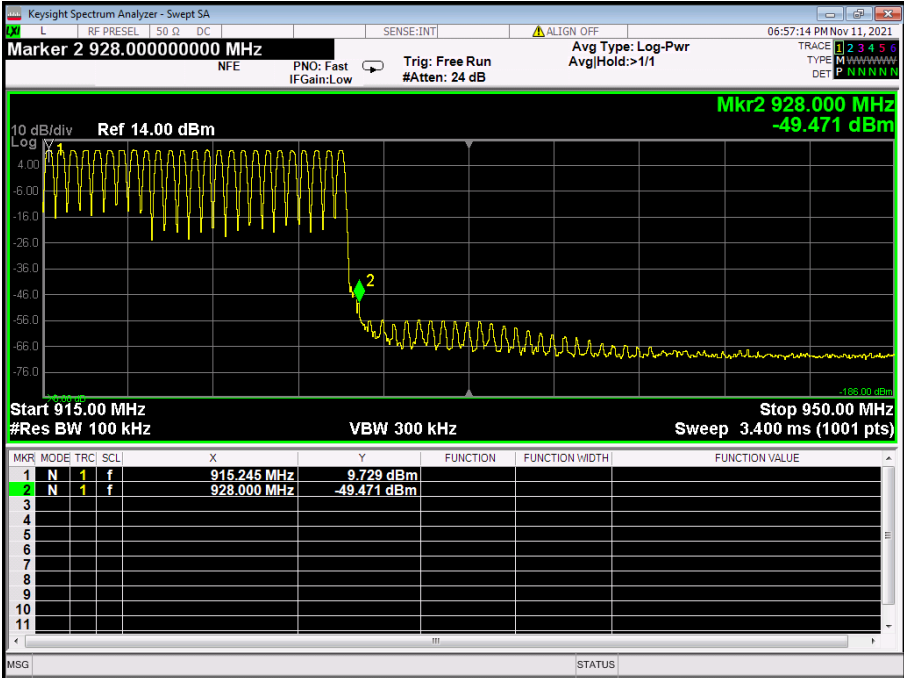 Keysight Spectrum Analyzer - Swept SA
LXI L RF PRESEL 50 Ω DC SENSE:INT ALIGN OFF 06:57:14 PM Nov 11, 2021
Marker 2 928.000000000 MHz
NFE
PNO: Fast
IFGain:Low
Trig: Free Run
#Atten: 24 dB
Avg Type: Log-Pwr
Avg|Hold:>1/1
TRACE 1 2 3 4 5 6
TYPE M WWWWW
DET P N N N N N
Mkr2 928.000 MHz
-49.471 dBm
10 dB/div Ref 14.00 dBm
Log
1
4.00
-6.00
-16.0
-26.0
-36.0
2
-46.0
-56.0
-66.0
-76.0
-186.00 dBm
Start 915.00 MHz Stop 950.00 MHz
#Res BW 100 kHz VBW 300 kHz Sweep 3.400 ms (1001 pts)
MKR MODE TRC SCL X Y FUNCTION FUNCTION WIDTH FUNCTION VALUE
1 N 1 f 915.245 MHz 9.729 dBm
2 N 1 f 928.000 MHz -49.471 dBm
3
4
5
6
7
8
9
10
11
MSG STATUS